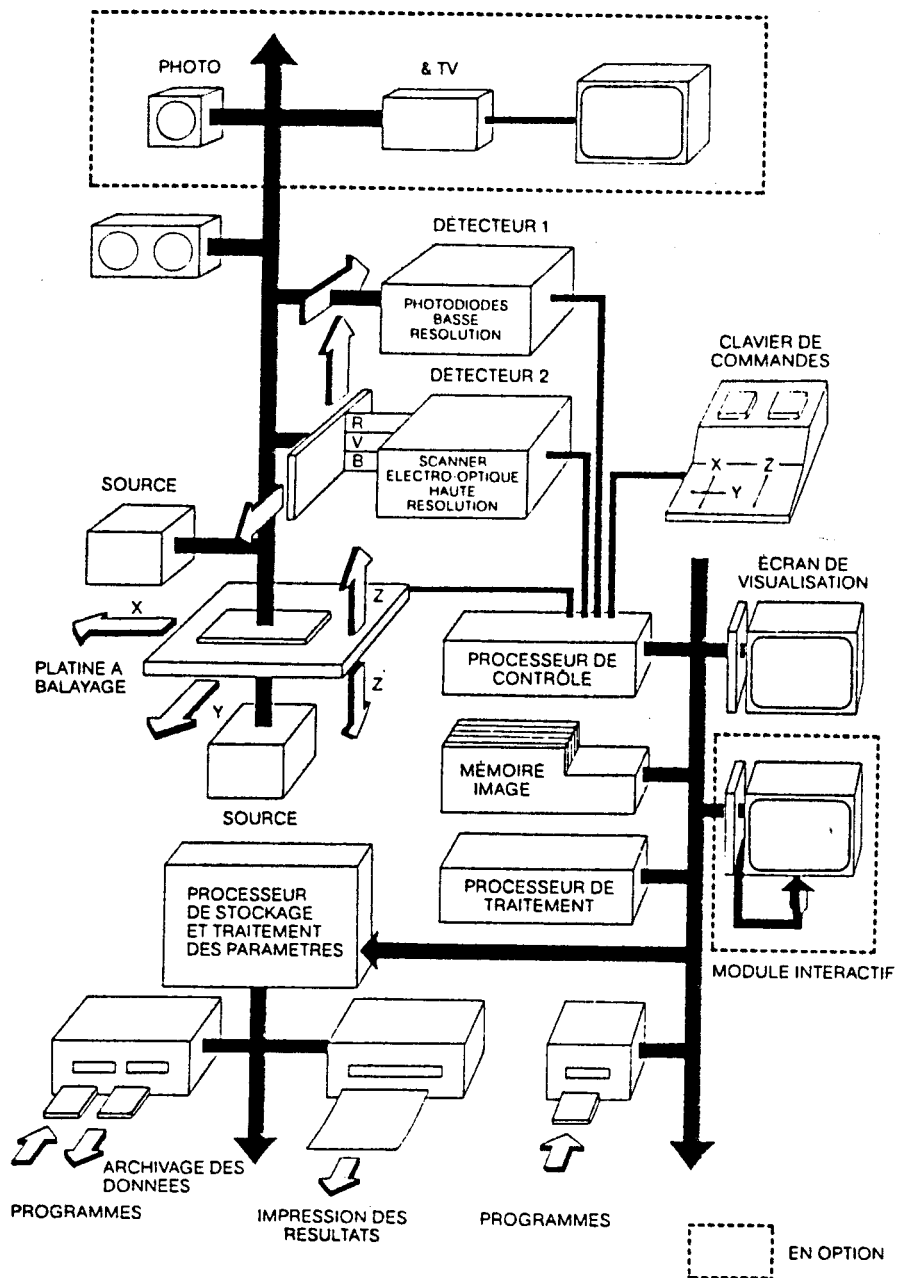 PHOTO
& TV
DÉTECTEUR 1
PHOTODIODES
BASSE
RESOLUTION
CLAVIER DE
COMMANDES
DÉTECTEUR 2
R
V
B
SCANNER
ELECTRO-OPTIQUE
HAUTE
RESOLUTION
X
Z
Y
SOURCE
ÉCRAN DE
VISUALISATION
X
Z
PLATINE A
BALAYAGE
Y
Z
PROCESSEUR DE
CONTRÔLE
MÉMOIRE
IMAGE
SOURCE
PROCESSEUR
DE STOCKAGE
ET TRAITEMENT
DES PARAMETRES
PROCESSEUR DE
TRAITEMENT
MODULE INTERACTIF
ARCHIVAGE DES
DONNEES
PROGRAMMES
IMPRESSION DES
RESULTATS
PROGRAMMES
EN OPTION